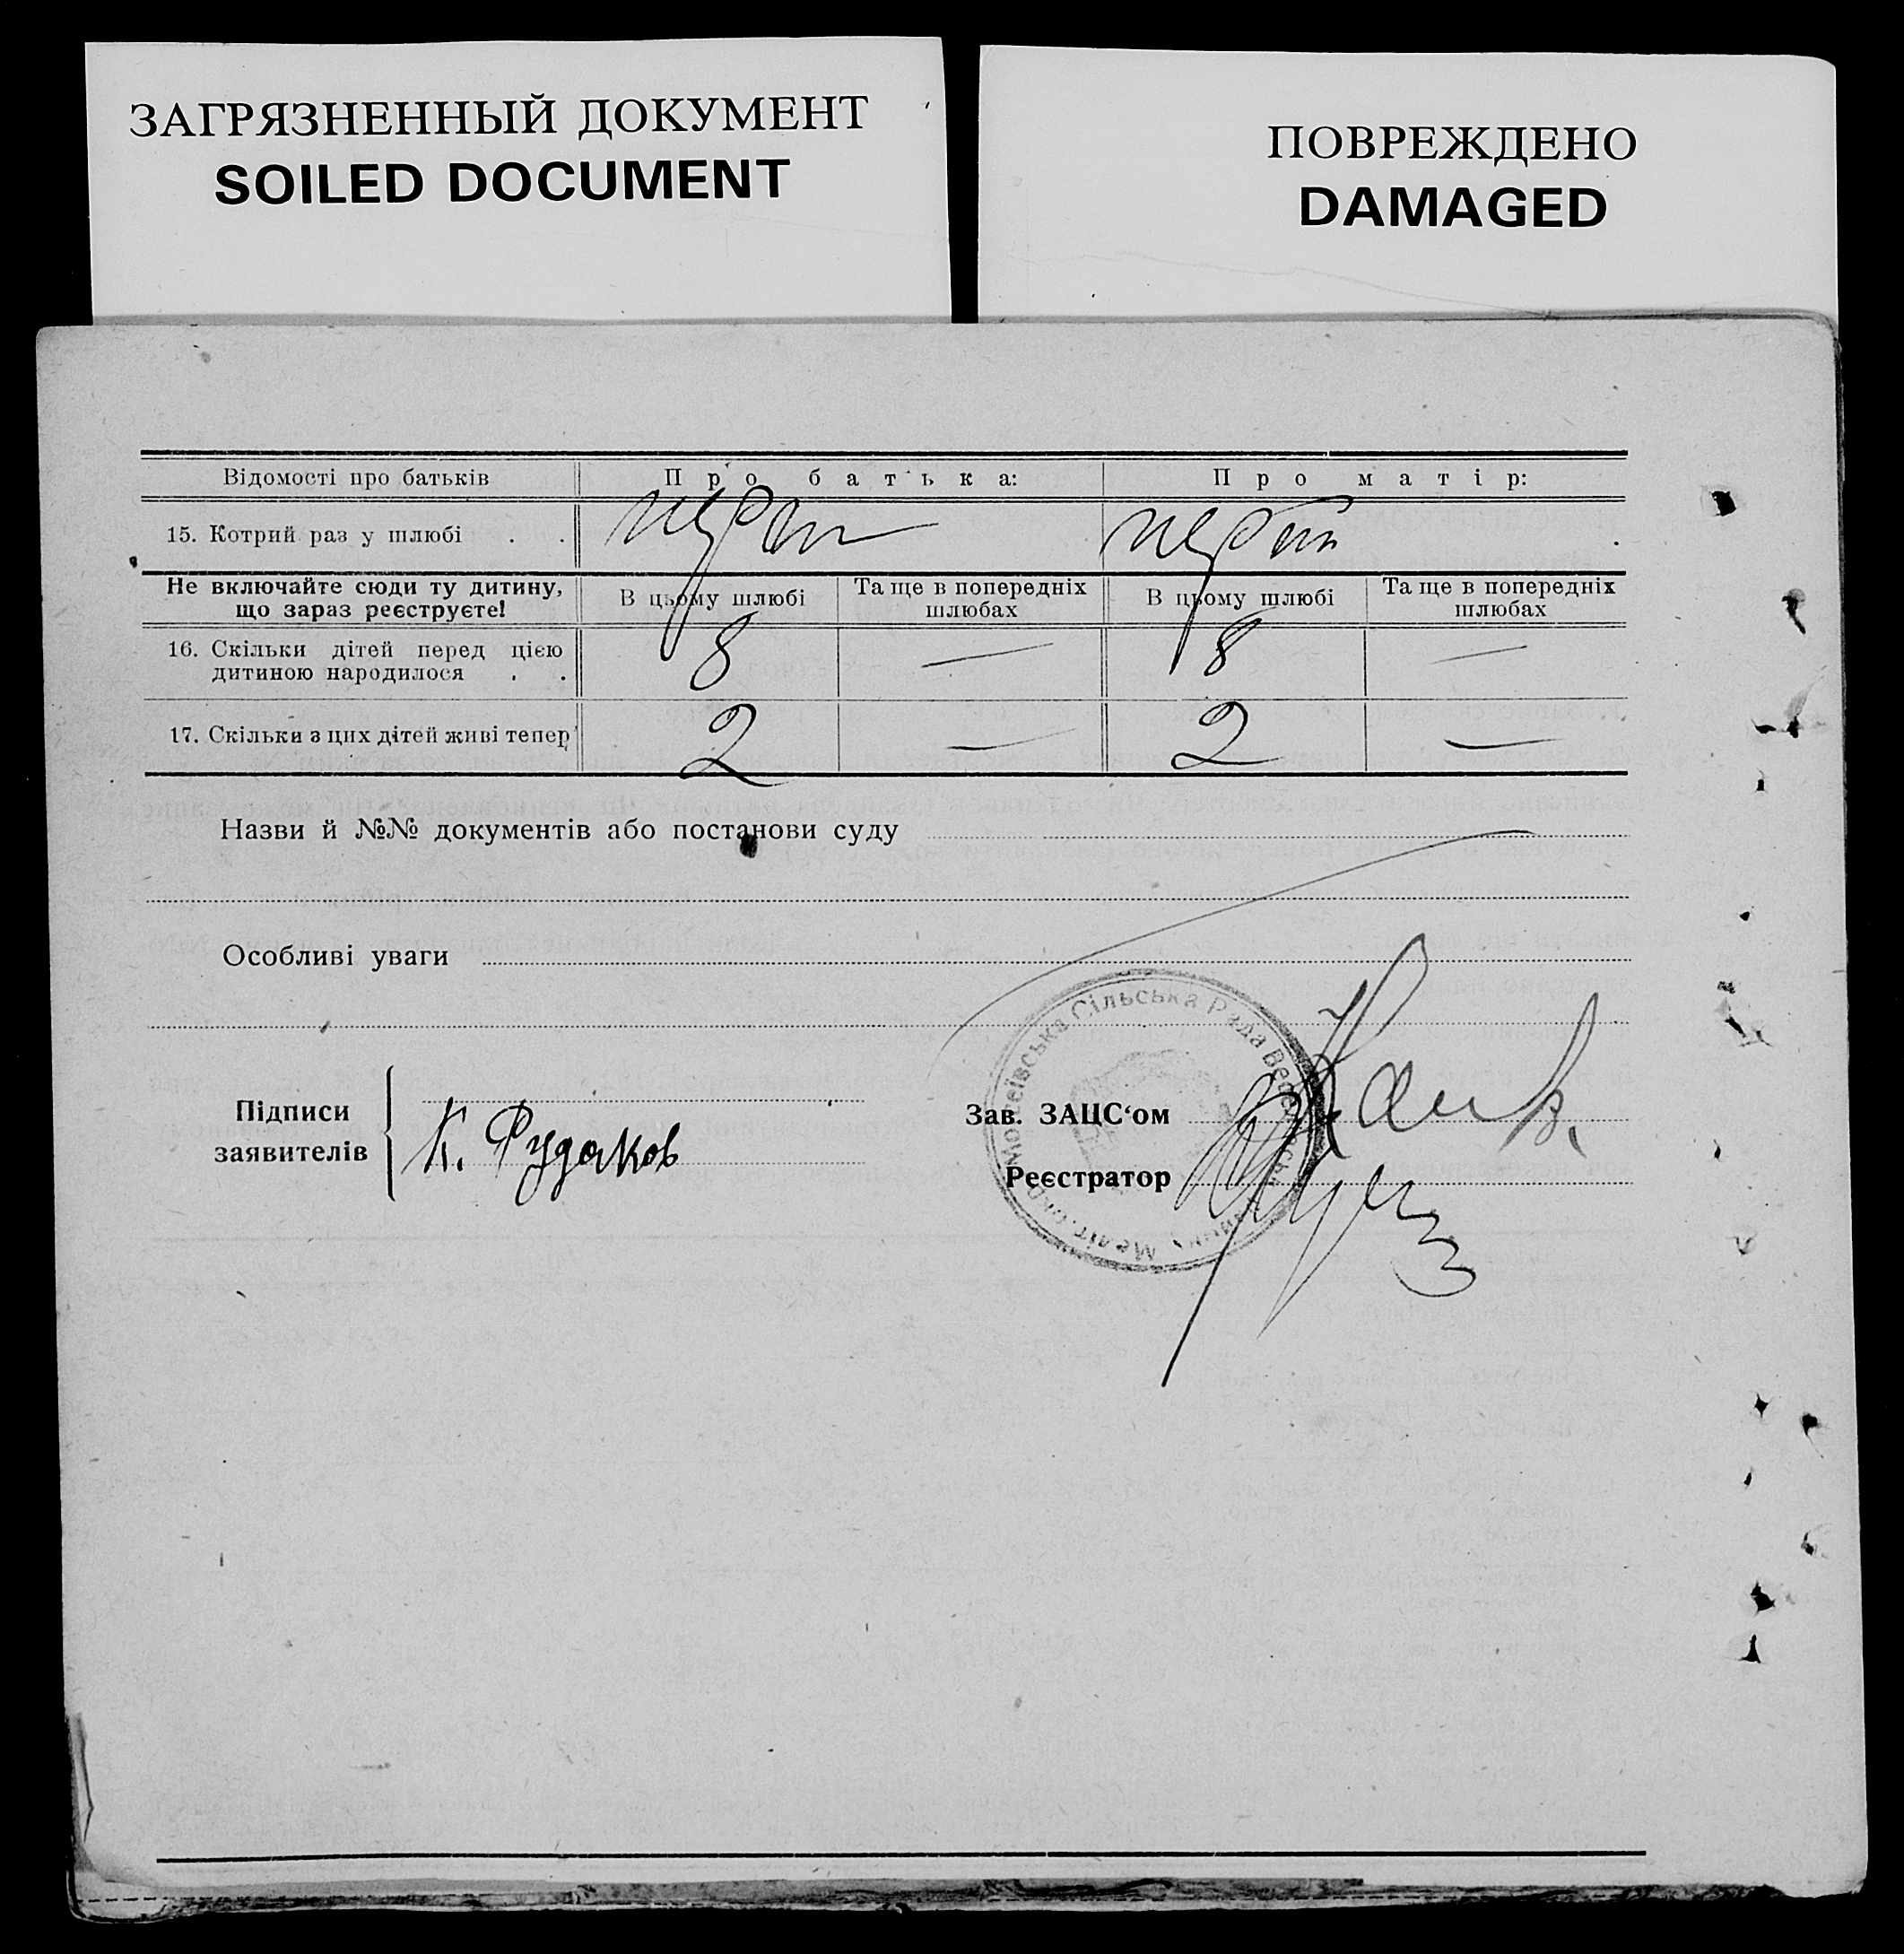 ЗАГРЯЗНЕННЫЙ ДОКУМЕНТ
SOILED DOCUMENT
ПОВРЕЖДЕНО
DAMAGED
Відомості про батьків Про батька: Про матір:
15. Котрий раз у шлюбі . .
Не включайте сюди ту дитину, що зараз реєструєте! В цьому шлюбі Та ще в попередніх шлюбах В цьому шлюбі Та ще в попередніх шлюбах
16. Скільки дітей перед цією дитиною народилося . . 8 — 8 —
17. Скільки з цих дітей живі тепер 2 — 2 —
Назви й №№ документів або постанови суду
Особливі уваги
Сільська Рада
Підписи заявителів К. Рудаков
Зав. ЗАЦС‘ом
Реєстратор